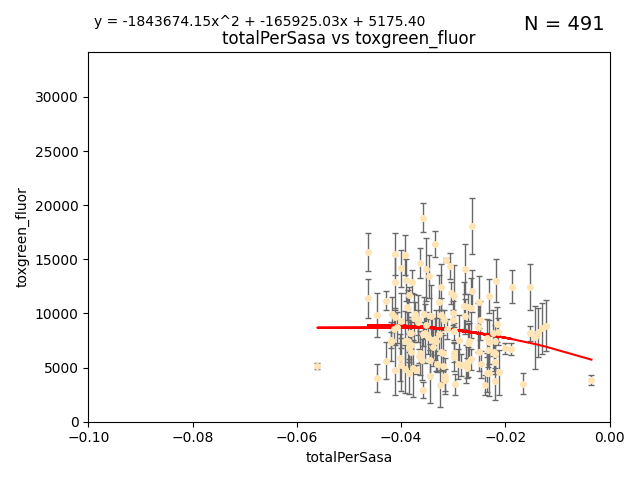 y = -1843674.15x^2 + -165925.03x + 5175.40
N = 491
totalPerSasa vs toxgreen_fluor
30000
25000
20000
15000
10000
5000
0
toxgreen_fluor
−0.10
−0.08
−0.06
−0.04
−0.02
0.00
totalPerSasa